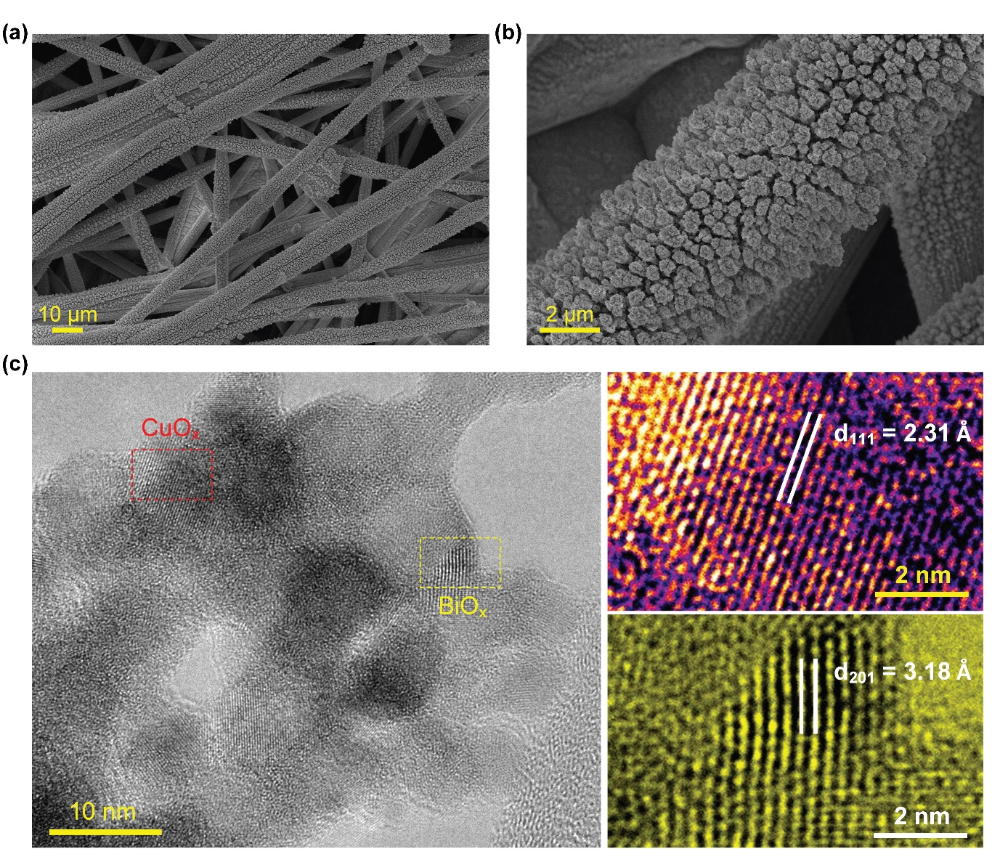 (a)
(b)
10 μm
2 μm
(c)
CuOₓ
BiOₓ
10 nm
d₁₁₁ = 2.31 Å
2 nm
d₂₀₁ = 3.18 Å
2 nm